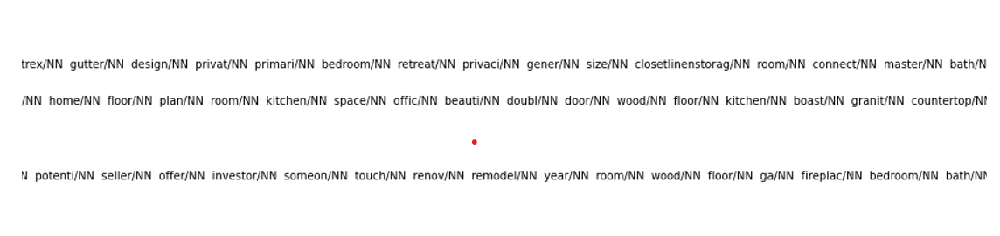 trex/NN gutter/NN design/NN privat/NN primari/NN bedroom/NN retreat/NN privaci/NN gener/NN size/NN closetlinenstorag/NN room/NN connect/NN master/NN bath/N
/NN home/NN floor/NN plan/NN room/NN kitchen/NN space/NN offic/NN beauti/NN doubl/NN door/NN wood/NN floor/NN kitchen/NN boast/NN granit/NN countertop/NN
N potenti/NN seller/NN offer/NN investor/NN someon/NN touch/NN renov/NN remodel/NN year/NN room/NN wood/NN floor/NN ga/NN fireplac/NN bedroom/NN bath/NN